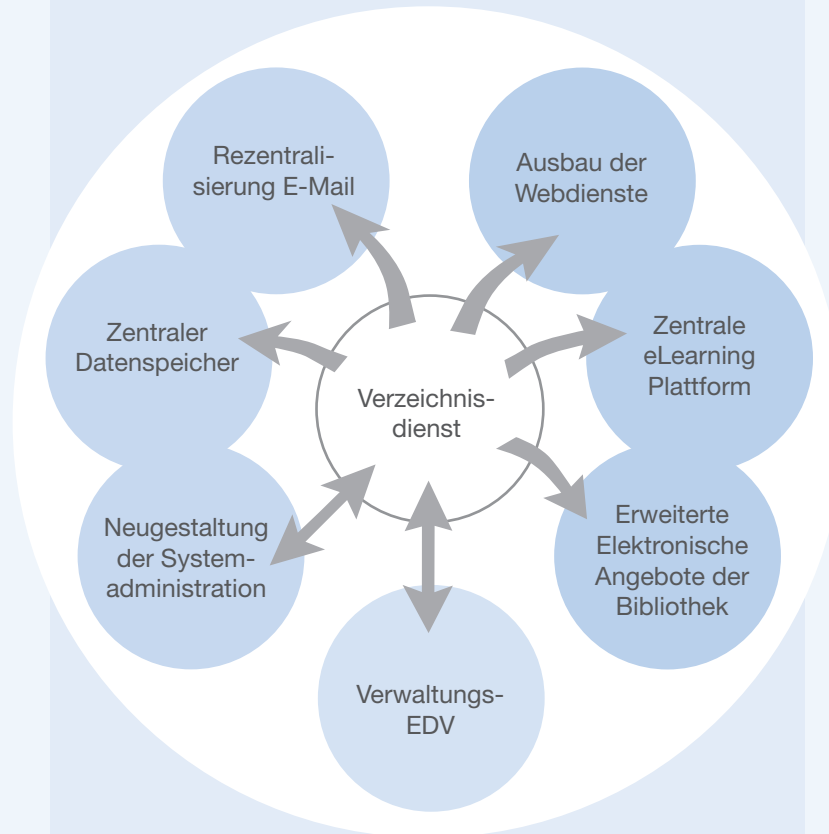 Rezentrali-
sierung E-Mail
Ausbau der
Webdienste
Zentraler
Datenspeicher
Zentrale
eLearning
Plattform
Verzeichnis-
dienst
Neugestaltung
der System-
administration
Erweiterte
Elektronische
Angebote der
Bibliothek
Verwaltungs-
EDV